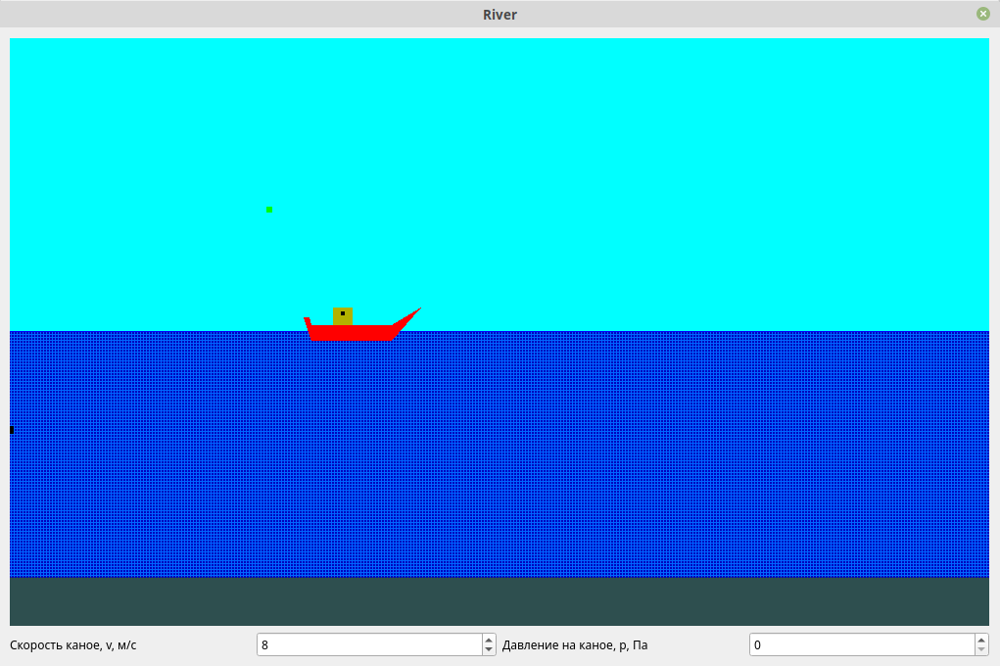 River
Скорость каное, v, м/с 8 Давление на каное, p, Па 0